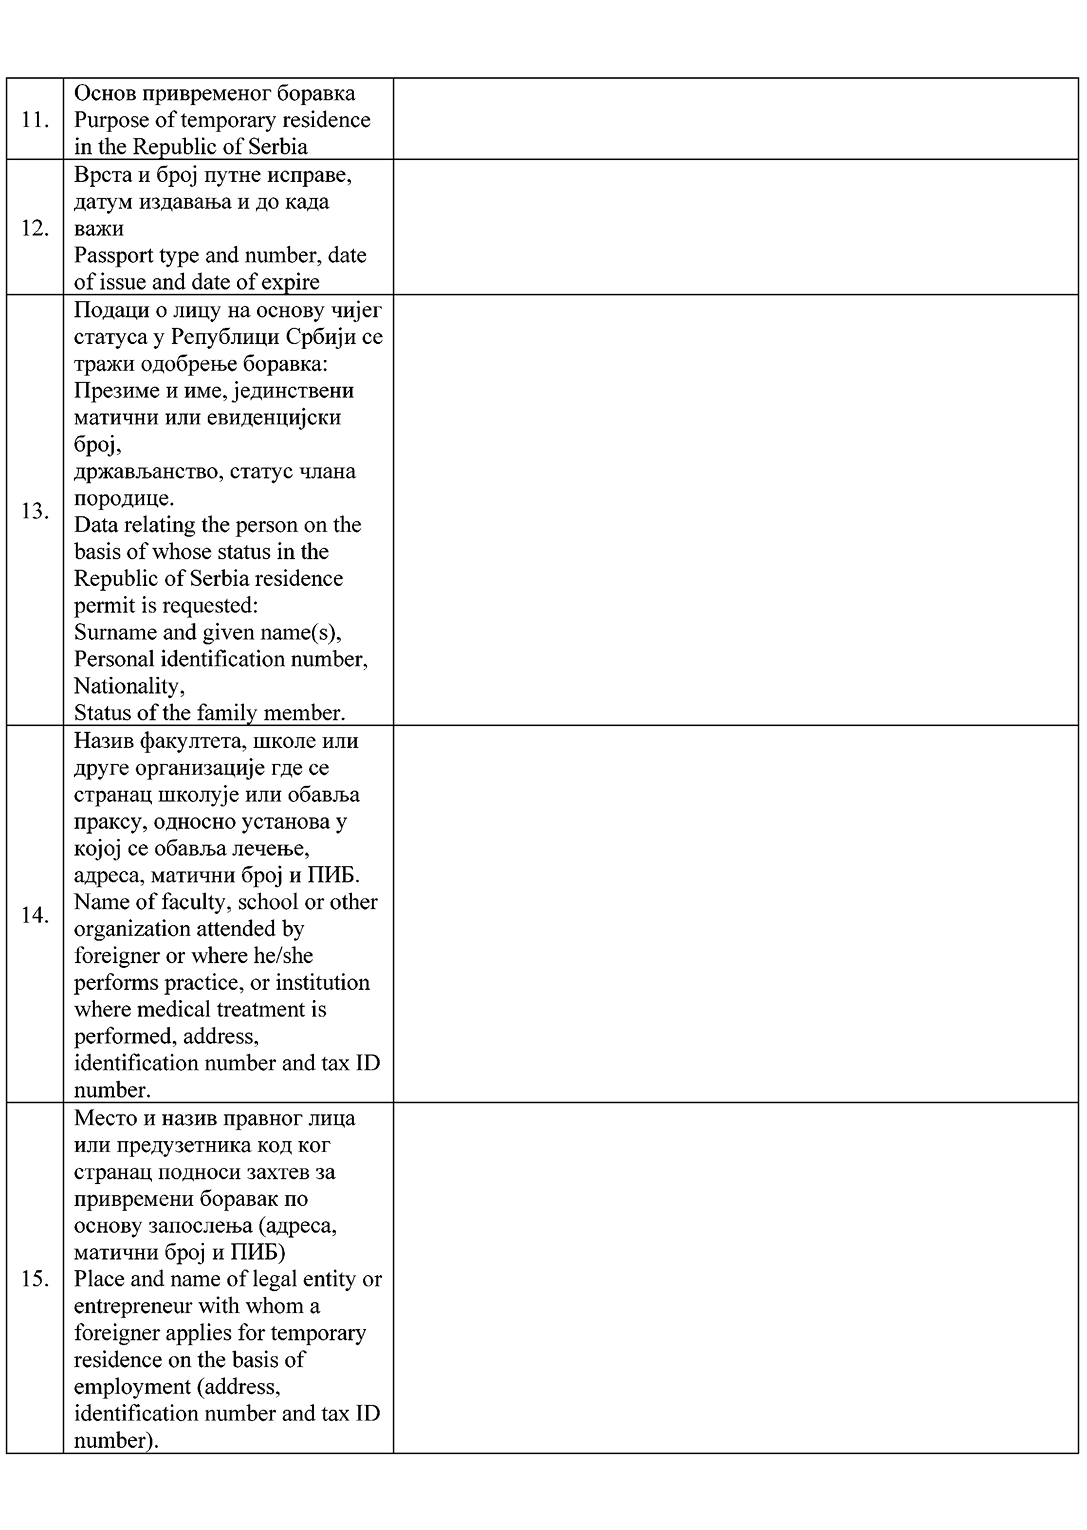 11.
Основ привременог боравка
Purpose of temporary residence
in the Republic of Serbia
12.
Врста и број путне исправе,
датум издавања и до када
важи
Passport type and number, date
of issue and date of expire
13.
Подаци о лицу на основу чијег
статуса у Републици Србији се
тражи одобрење боравка:
Презиме и име, јединствени
матични или евиденцијски
број,
држављанство, статус члана
породице.
Data relating the person on the
basis of whose status in the
Republic of Serbia residence
permit is requested:
Surname and given name(s),
Personal identification number,
Nationality,
Status of the family member.
14.
Назив факултета, школе или
друге организације где се
странац школује или обавља
праксу, односно установа у
којој се обавља лечење,
адреса, матични број и ПИБ.
Name of faculty, school or other
organization attended by
foreigner or where he/she
performs practice, or institution
where medical treatment is
performed, address,
identification number and tax ID
number.
15.
Место и назив правног лица
или предузетника код ког
странац подноси захтев за
привремени боравак по
основу запослења (адреса,
матични број и ПИБ)
Place and name of legal entity or
entrepreneur with whom a
foreigner applies for temporary
residence on the basis of
employment (address,
identification number and tax ID
number).